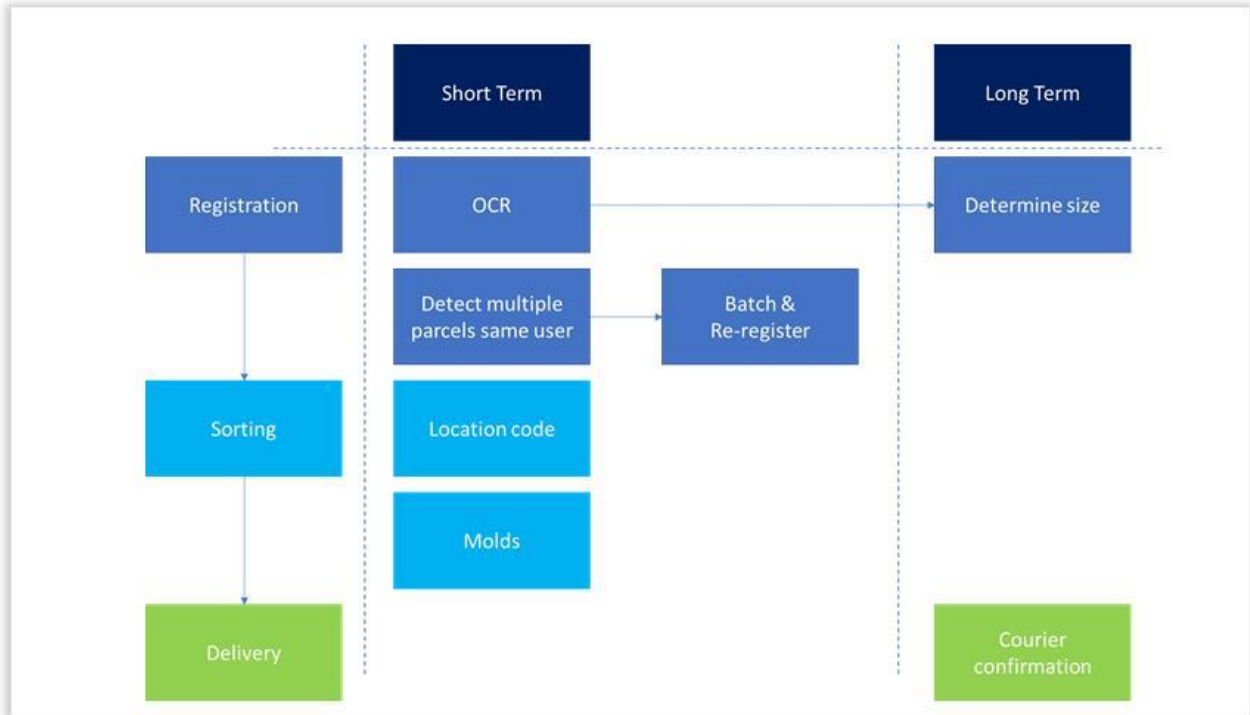 Short Term
Long Term
Registration
OCR
Determine size
Detect multiple
parcels same user
Batch &
Re-register
Sorting
Location code
Molds
Delivery
Courier
confirmation